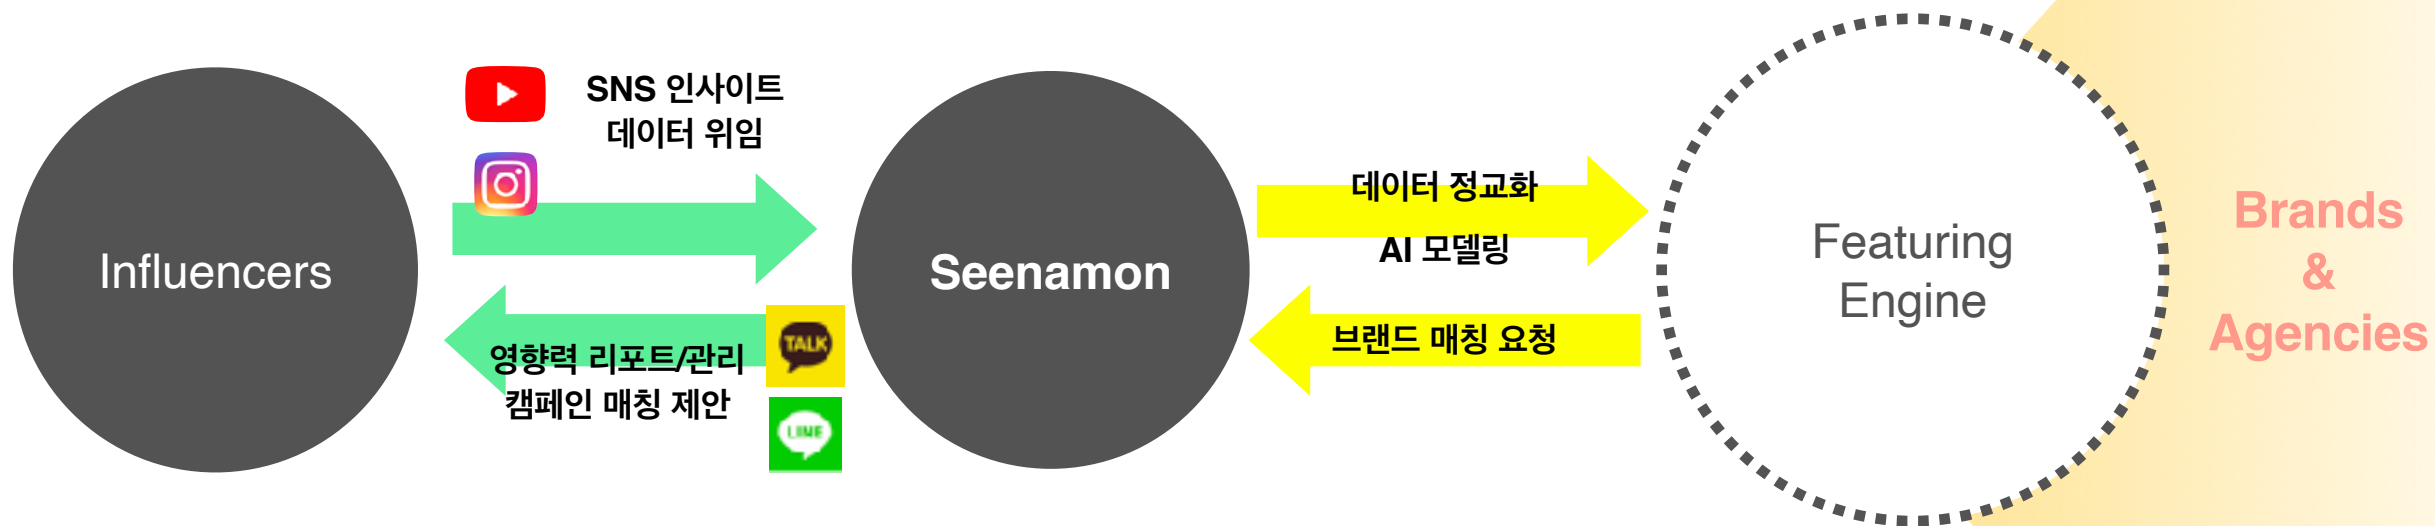 SNS 인사이트
데이터 위임
Influencers
영향력 리포트/관리
캠페인 매칭 제안
TALK
LINE
Seenamon
데이터 정교화
AI 모델링
브랜드 매칭 요청
Featuring
Engine
Brands
&
Agencies